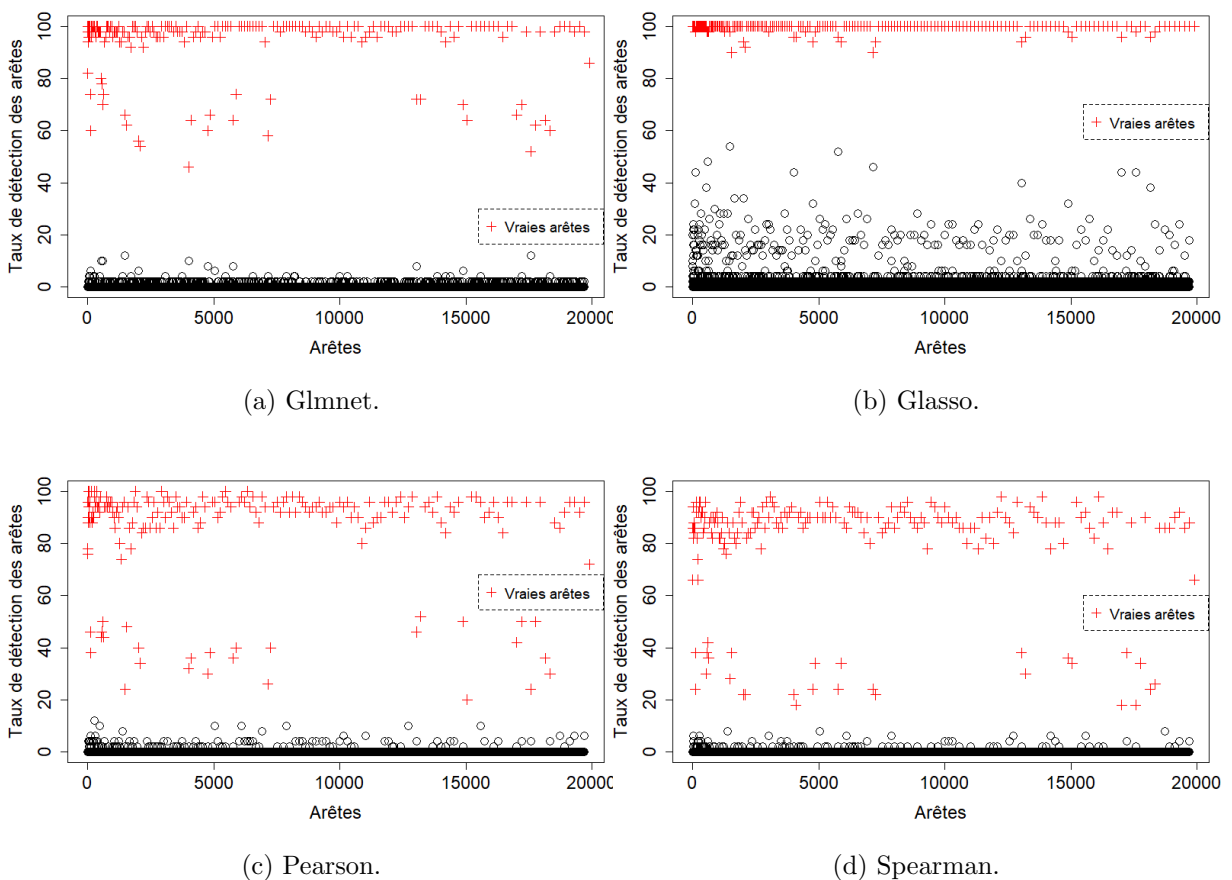 Taux de détection des arêtes
100
80
60
40
20
0
Vraies arêtes
0 5000 10000 15000 20000
Arêtes
(a) Glmnet.
Taux de détection des arêtes
100
80
60
40
20
0
Vraies arêtes
0 5000 10000 15000 20000
Arêtes
(b) Glasso.
Taux de détection des arêtes
100
80
60
40
20
0
Vraies arêtes
0 5000 10000 15000 20000
Arêtes
(c) Pearson.
Taux de détection des arêtes
100
80
60
40
20
0
Vraies arêtes
0 5000 10000 15000 20000
Arêtes
(d) Spearman.